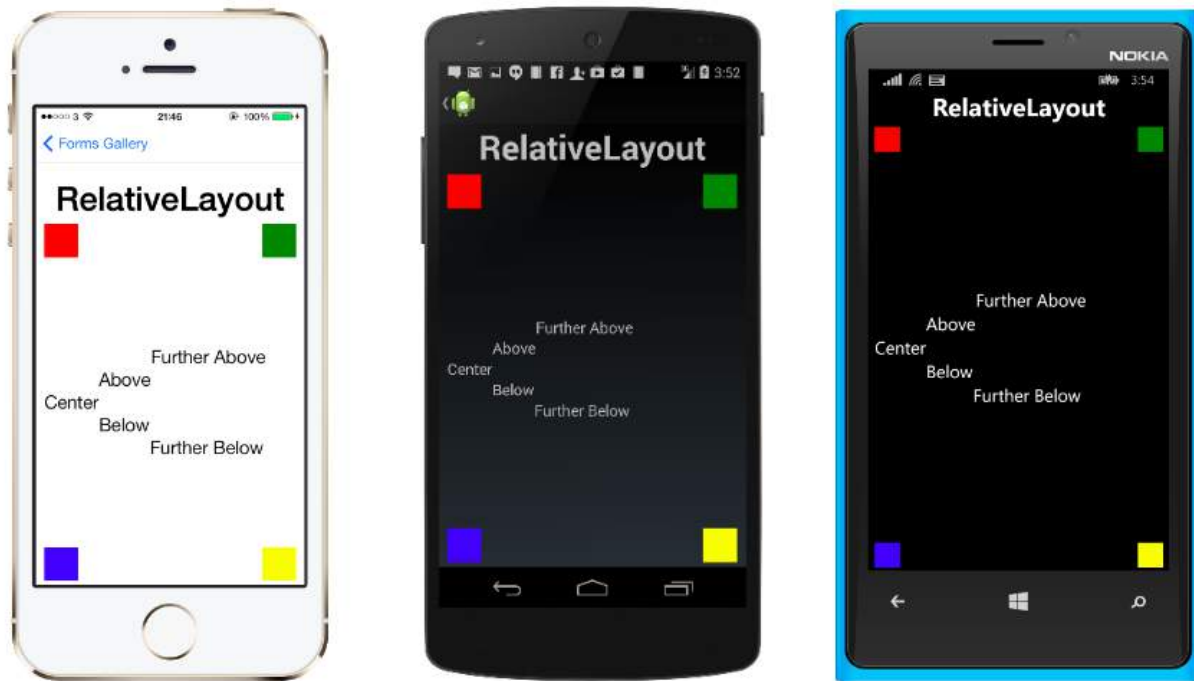 3 21:46 100%
Forms Gallery
RelativeLayout
Further Above
Above
Center
Below
Further Below
3:52
RelativeLayout
Further Above
Above
Center
Below
Further Below
NOKIA
3:54
RelativeLayout
Further Above
Above
Center
Below
Further Below